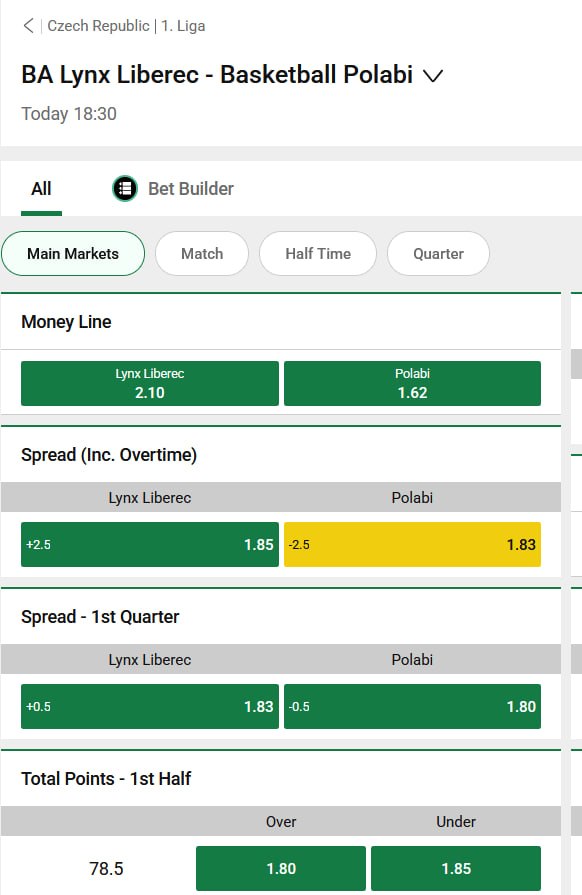 Czech Republic | 1. Liga
BA Lynx Liberec - Basketball Polabi
Today 18:30
All
Bet Builder
Main Markets
Match
Half Time
Quarter
Money Line
Lynx Liberec
2.10
Polabi
1.62
Spread (Inc. Overtime)
Lynx Liberec Polabi
+2.5 1.85 -2.5 1.83
Spread - 1st Quarter
Lynx Liberec Polabi
+0.5 1.83 -0.5 1.80
Total Points - 1st Half
Over Under
78.5 1.80 1.85